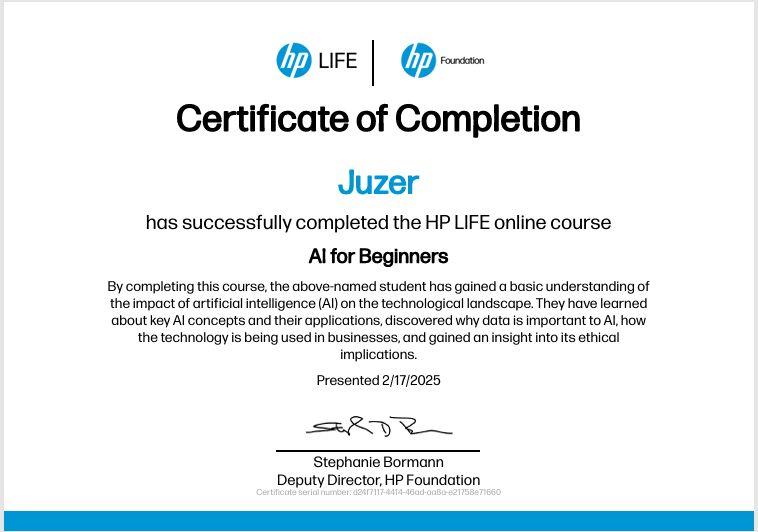 hp LIFE
hp Foundation
Certificate of Completion
Juzer
has successfully completed the HP LIFE online course
AI for Beginners
By completing this course, the above-named student has gained a basic understanding of
the impact of artificial intelligence (AI) on the technological landscape. They have learned
about key AI concepts and their applications, discovered why data is important to AI, how
the technology is being used in businesses, and gained an insight into its ethical
implications.
Presented 2/17/2025
Stephanie Bormann
Deputy Director, HP Foundation
Certificate serial number: d24f7117-4414-46ad-aa8a-e21758e71660